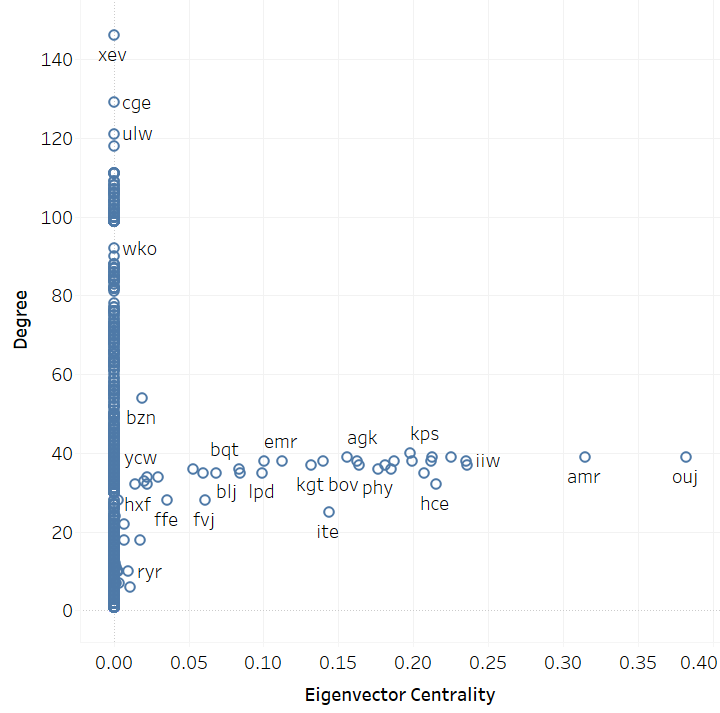 140
xev
cge
120
ulw
100
wko
80
60
bzn
40
ycw
bqt
emr
agk
kps
iiw
hxf
ffe
fvj
blj
lpd
kgt
bov
phy
hce
amr
ouj
20
ite
ryr
0
Degree
0.00
0.05
0.10
0.15
0.20
0.25
0.30
0.35
0.40
Eigenvector Centrality